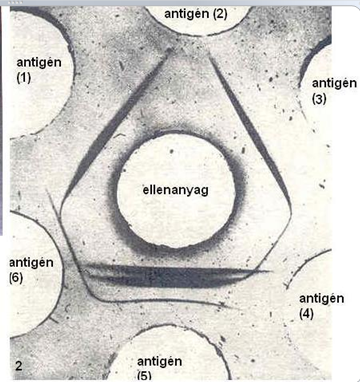 antigén (2)
antigén
(1)
antigén
(3)
ellenanyag
antigén
(6)
antigén
(4)
antigén
(5)
2